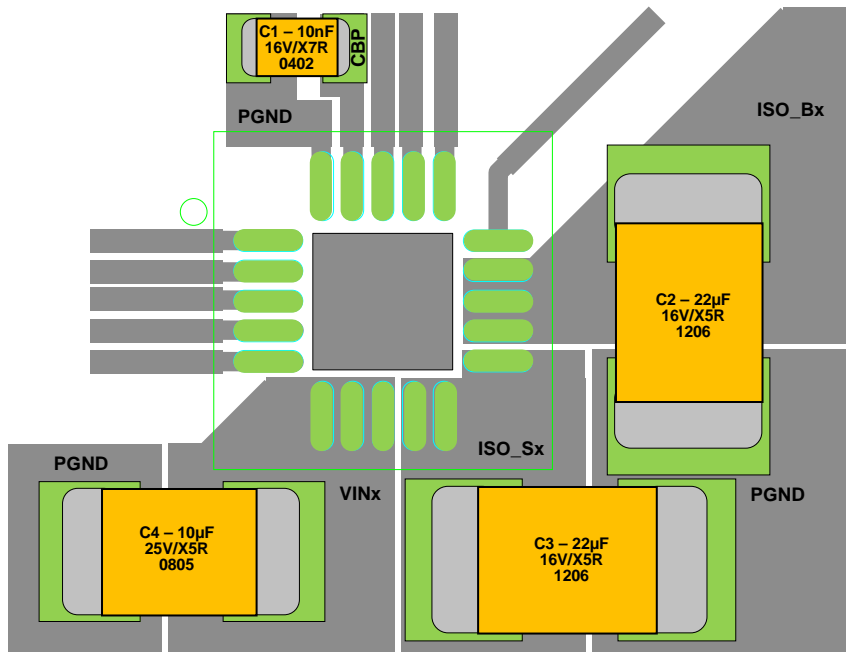 C1 – 10nF
16V/X7R
0402
CBP
PGND
ISO_Bx
C2 – 22µF
16V/X5R
1206
ISO_Sx
PGND
VINx
PGND
C4 – 10µF
25V/X5R
0805
C3 – 22µF
16V/X5R
1206